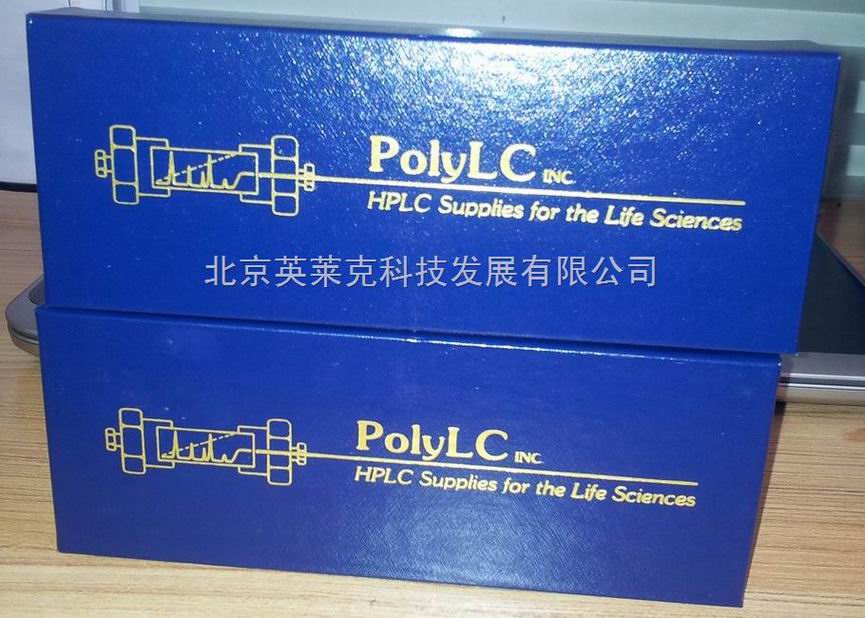 PolyLC INC.
HPLC Supplies for the Life Sciences
北京英莱克科技发展有限公司
PolyLC INC.
HPLC Supplies for the Life Sciences